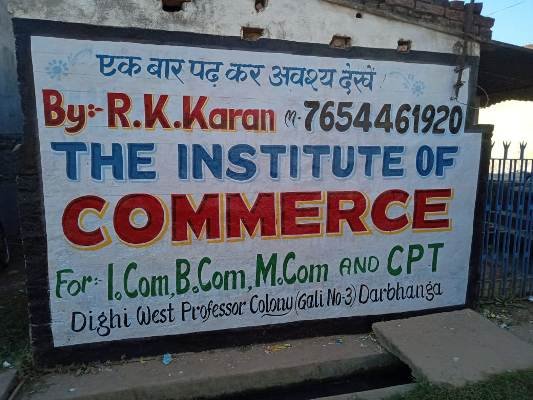 एक बार पढ़ कर अवश्य देखें
By:- R.K.Karan M- 7654461920
THE INSTITUTE OF
COMMERCE
For:- I.Com, B.Com, M.Com AND CPT
Dighi West Professor Colony (Gali No-3) Darbhanga